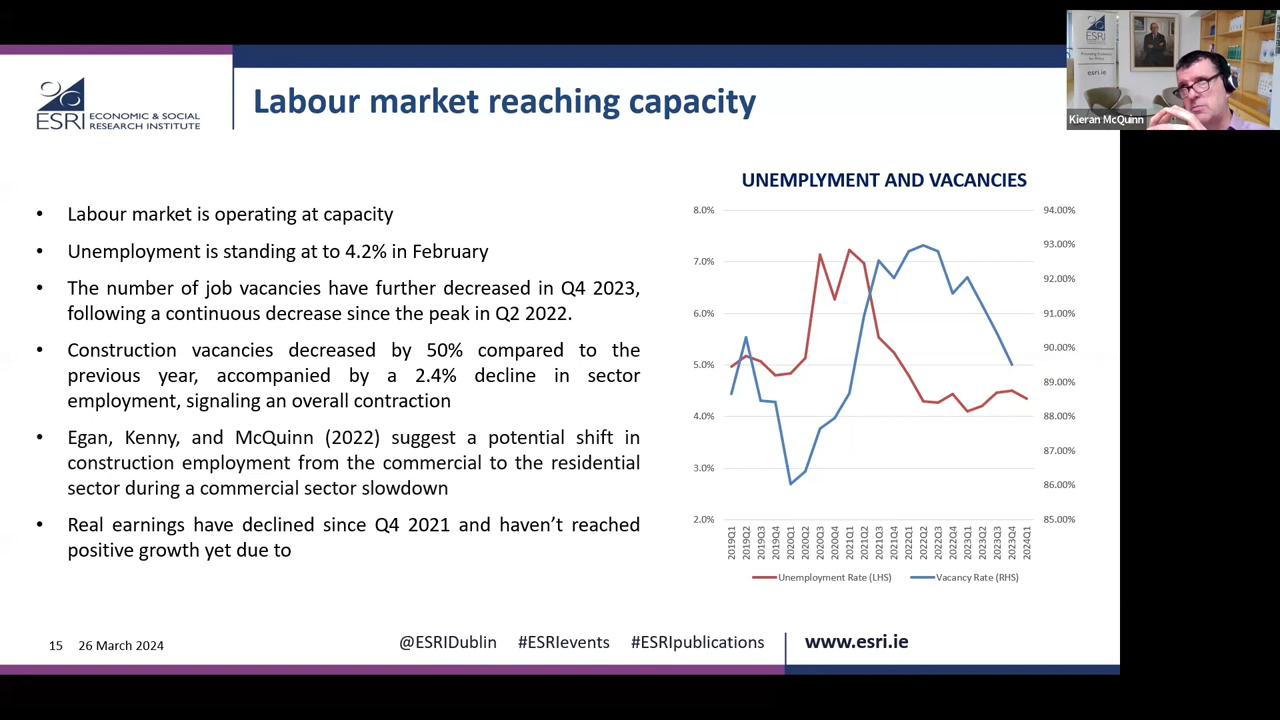 ESRI
ECONOMIC & SOCIAL
RESEARCH INSTITUTE
Labour market reaching capacity
ESRI
esri.ie
Kieran McQuinn
• Labour market is operating at capacity
• Unemployment is standing at to 4.2% in February
• The number of job vacancies have further decreased in Q4 2023,
following a continuous decrease since the peak in Q2 2022.
• Construction vacancies decreased by 50% compared to the
previous year, accompanied by a 2.4% decline in sector
employment, signaling an overall contraction
• Egan, Kenny, and McQuinn (2022) suggest a potential shift in
construction employment from the commercial to the residential
sector during a commercial sector slowdown
• Real earnings have declined since Q4 2021 and haven't reached
positive growth yet due to
UNEMPLYMENT AND VACANCIES
8.0%
7.0%
6.0%
5.0%
4.0%
3.0%
2.0%
94.00%
93.00%
92.00%
91.00%
90.00%
89.00%
88.00%
87.00%
86.00%
85.00%
2019Q1
2019Q2
2019Q3
2019Q4
2020Q1
2020Q2
2020Q3
2020Q4
2021Q1
2021Q2
2021Q3
2021Q4
2022Q1
2022Q2
2022Q3
2022Q4
2023Q1
2023Q2
2023Q3
2023Q4
2024Q1
Unemployment Rate (LHS)
Vacancy Rate (RHS)
15 26 March 2024
@ESRIDublin #ESRIevents #ESRIpublications
www.esri.ie